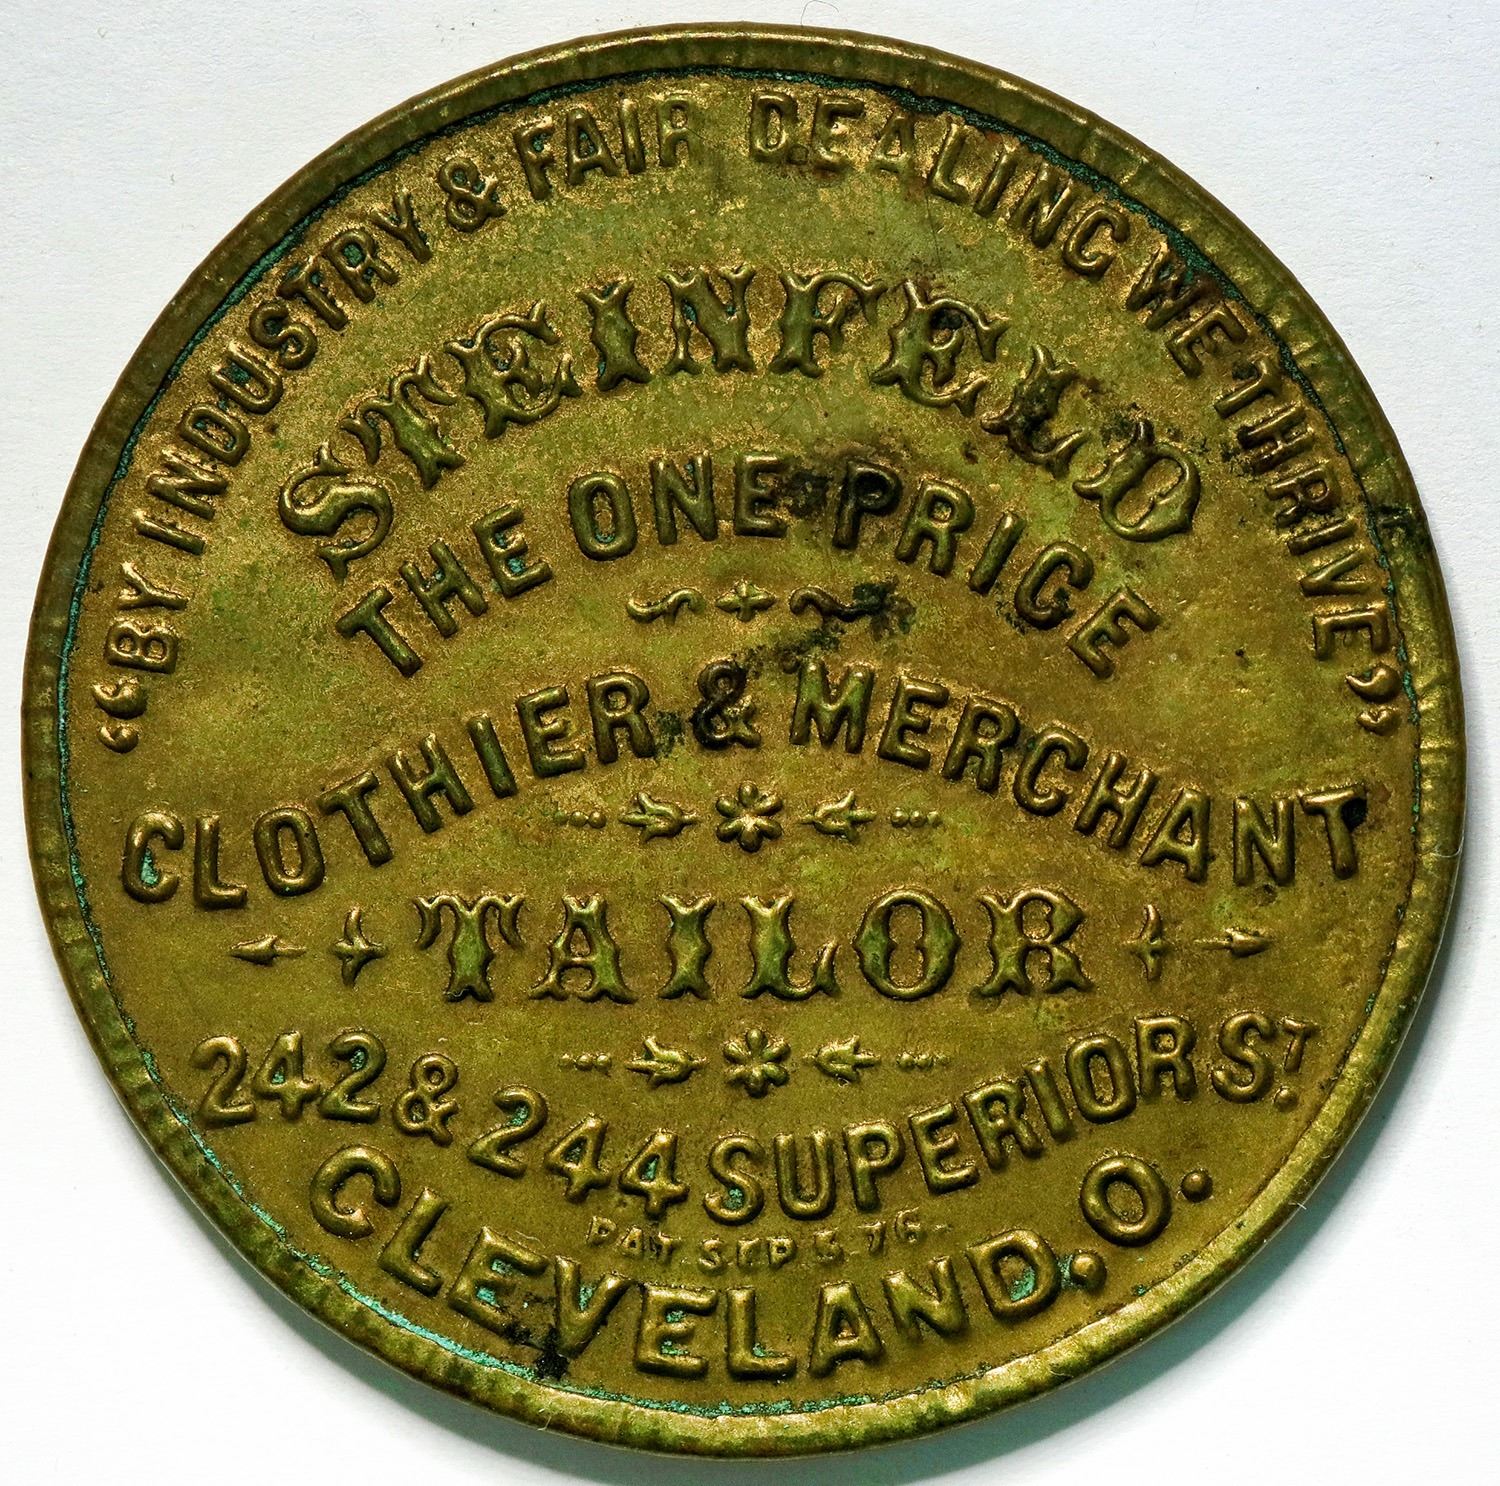 “BY INDUSTRY & FAIR DEALING WE THRIVE”
STEINFELD
THE ONE PRICE
CLOTHIER & MERCHANT
TAILOR
242 & 244 SUPERIOR ST.
PAT. SEP. 5. 76.
CLEVELAND, O.